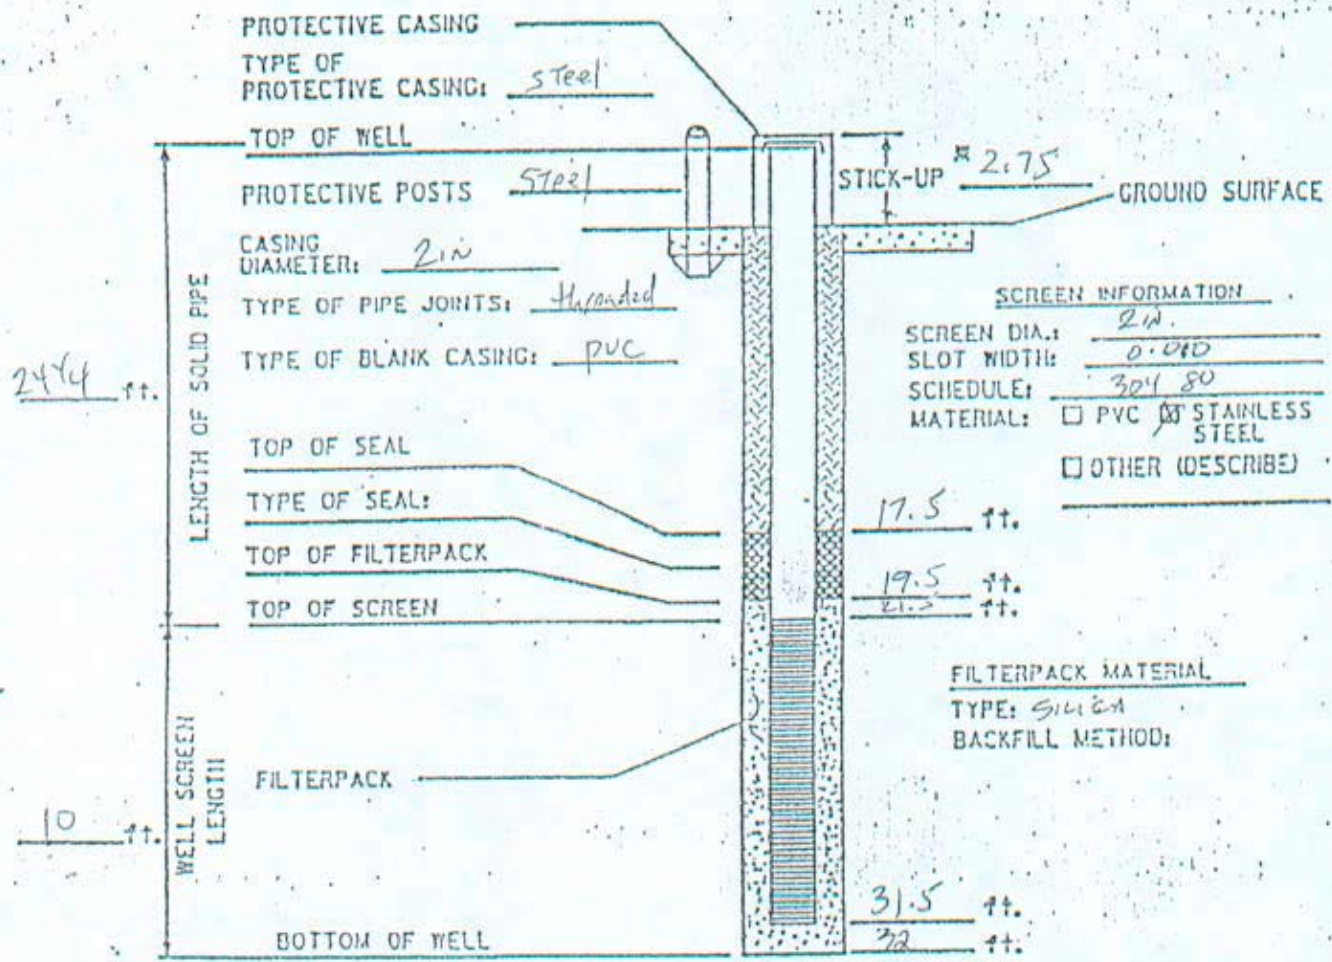 PROTECTIVE CASING
TYPE OF
PROTECTIVE CASING: steel
TOP OF WELL
PROTECTIVE POSTS steel
STICK-UP 2.75
GROUND SURFACE
CASING
DIAMETER: 2in
TYPE OF PIPE JOINTS: threaded
TYPE OF BLANK CASING: PVC
SCREEN INFORMATION
SCREEN DIA.: 2in.
SLOT WIDTH: 0.010
SCHEDULE: 304 80
MATERIAL: ☐ PVC ☒ STAINLESS
STEEL
☐ OTHER (DESCRIBE)
24 1/4 ft.
LENGTH OF SOLID PIPE
TOP OF SEAL
17.5 ft.
TYPE OF SEAL:
TOP OF FILTERPACK
19.5 ft.
TOP OF SCREEN
21.5 ft.
FILTERPACK MATERIAL
TYPE: SILICA
BACKFILL METHOD:
FILTERPACK
10 ft.
WELL SCREEN
LENGTH
31.5 ft.
BOTTOM OF WELL
32 ft.